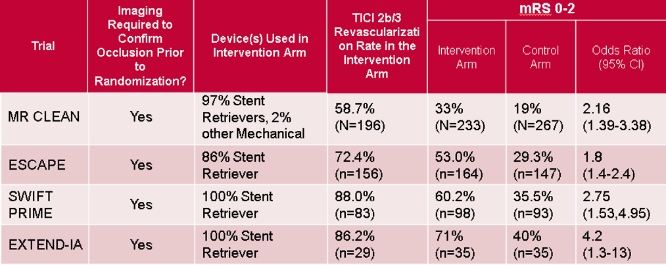 Trial
Imaging
Required to
Confirm
Occlusion Prior
to
Randomization?
Device(s) Used in
Intervention Arm
TICI 2b/3
Revascularizati
on Rate in the
Intervention
Arm
mRS 0-2
Intervention
Arm
Control
Arm
Odds Ratio
(95% CI)
MR CLEAN
Yes
97% Stent
Retrievers, 2%
other Mechanical
58.7%
(N=196)
33%
(N=233)
19%
(N=267)
2.16
(1.39-3.38)
ESCAPE
Yes
86% Stent
Retriever
72.4%
(n=156)
53.0%
(n=164)
29.3%
(n=147)
1.8
(1.4-2.4)
SWIFT
PRIME
Yes
100% Stent
Retriever
88.0%
(n=83)
60.2%
(n=98)
35.5%
(n=93)
2.75
(1.53,4.95)
EXTEND-IA
Yes
100% Stent
Retriever
86.2%
(n=29)
71%
(n=35)
40%
(n=35)
4.2
(1.3-13)